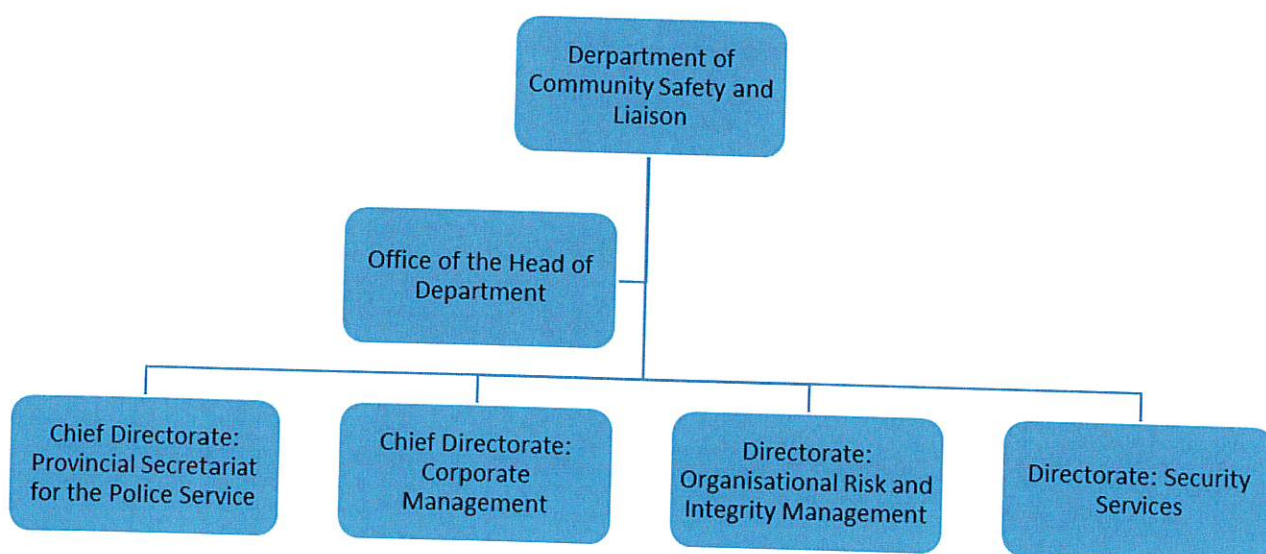 Derpartment of
Community Safety and
Liaison
Office of the Head of
Department
Chief Directorate:
Provincial Secretariat
for the Police Service
Chief Directorate:
Corporate
Management
Directorate:
Organisational Risk and
Integrity Management
Directorate: Security
Services